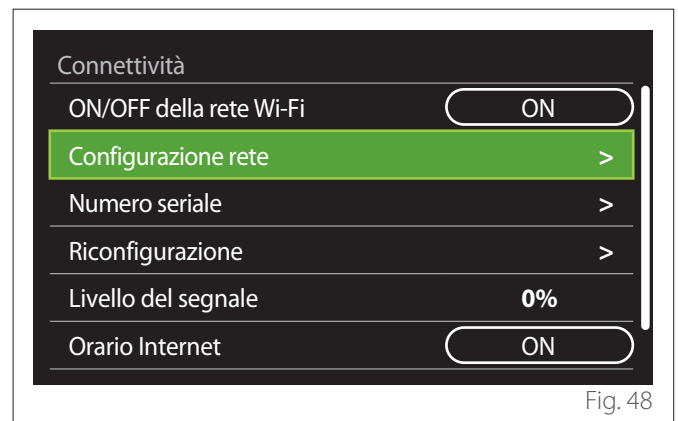 Connettività
ON/OFF della rete Wi-Fi ON
Configurazione rete >
Numero seriale >
Riconfigurazione >
Livello del segnale 0%
Orario Internet ON
Fig. 48